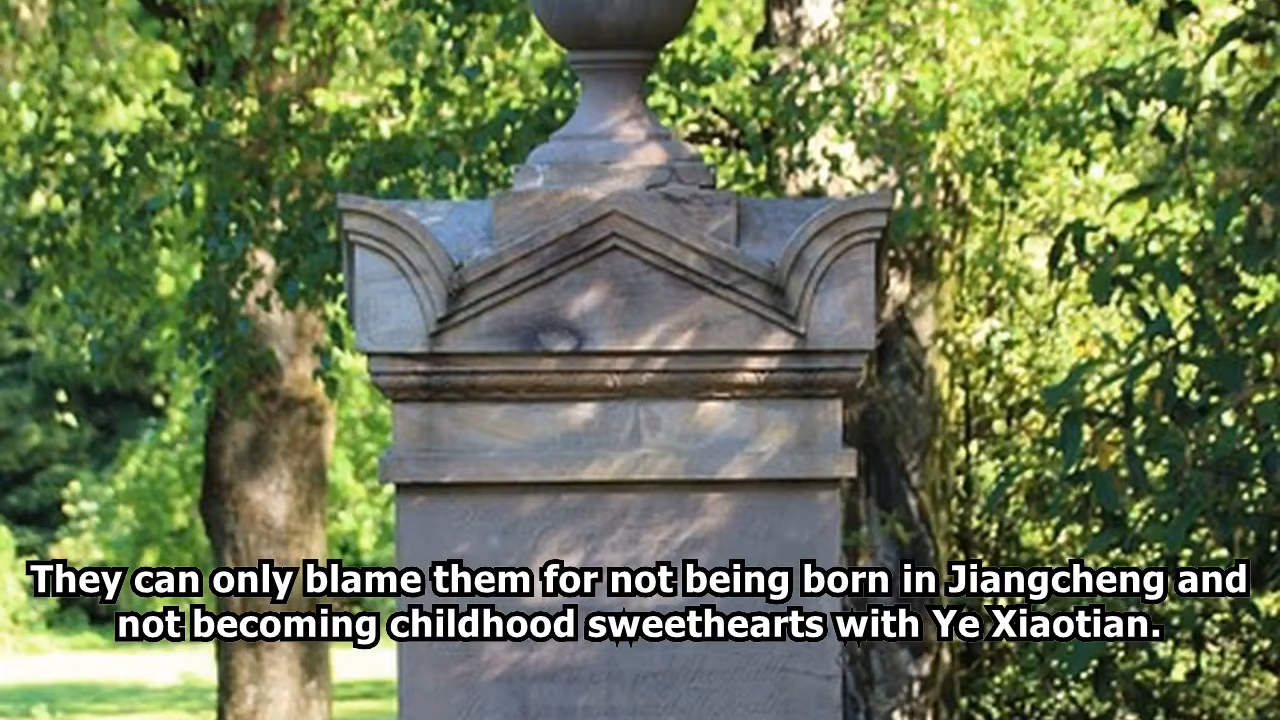 They can only blame them for not being born in Jiangcheng and
not becoming childhood sweethearts with Ye Xiaotian.